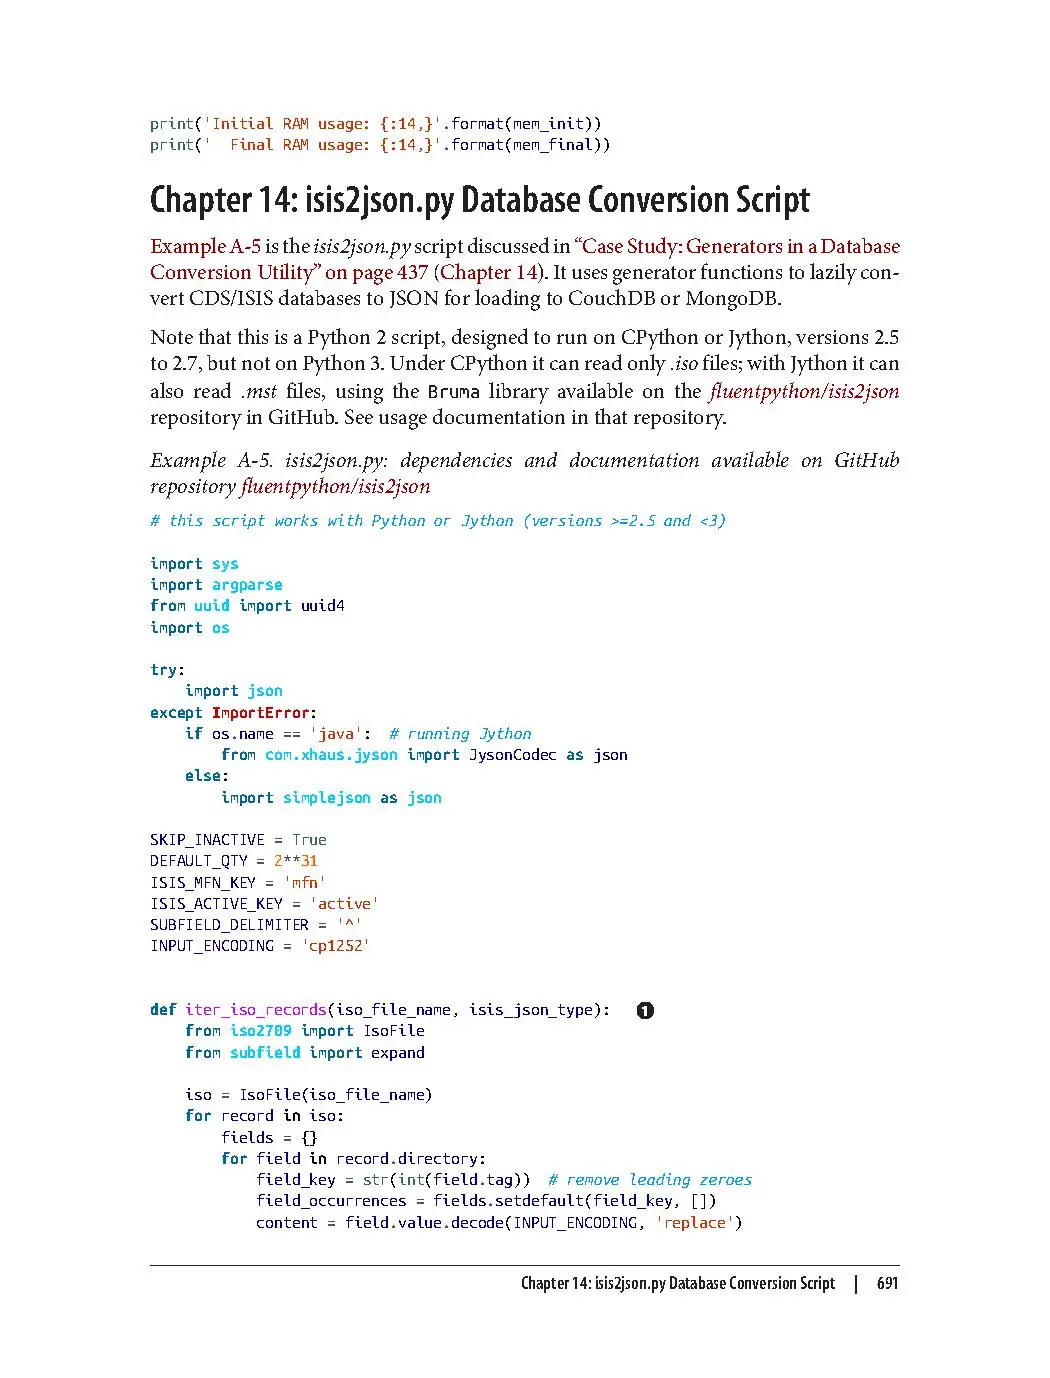 print('Initial RAM usage: {:14,}'.format(mem_init))
print('  Final RAM usage: {:14,}'.format(mem_final))
Chapter 14: isis2json.py Database Conversion Script
Example A-5 is the isis2json.py script discussed in “Case Study: Generators in a Database
Conversion Utility” on page 437 (Chapter 14). It uses generator functions to lazily con-
vert CDS/ISIS databases to JSON for loading to CouchDB or MongoDB.
Note that this is a Python 2 script, designed to run on CPython or Jython, versions 2.5
to 2.7, but not on Python 3. Under CPython it can read only .iso files; with Jython it can
also read .mst files, using the Bruma library available on the fluentpython/isis2json
repository in GitHub. See usage documentation in that repository.
Example A-5. isis2json.py: dependencies and documentation available on GitHub
repository fluentpython/isis2json
# this script works with Python or Jython (versions >=2.5 and <3)
import sys
import argparse
from uuid import uuid4
import os
try:
    import json
except ImportError:
    if os.name == 'java':  # running Jython
        from com.xhaus.jyson import JysonCodec as json
    else:
        import simplejson as json
SKIP_INACTIVE = True
DEFAULT_QTY = 2**31
ISIS_MFN_KEY = 'mfn'
ISIS_ACTIVE_KEY = 'active'
SUBFIELD_DELIMITER = '^'
INPUT_ENCODING = 'cp1252'
def iter_iso_records(iso_file_name, isis_json_type):   ❶
    from iso2709 import IsoFile
    from subfield import expand
    iso = IsoFile(iso_file_name)
    for record in iso:
        fields = {}
        for field in record.directory:
            field_key = str(int(field.tag))  # remove leading zeroes
            field_occurrences = fields.setdefault(field_key, [])
            content = field.value.decode(INPUT_ENCODING, 'replace')
Chapter 14: isis2json.py Database Conversion Script | 691